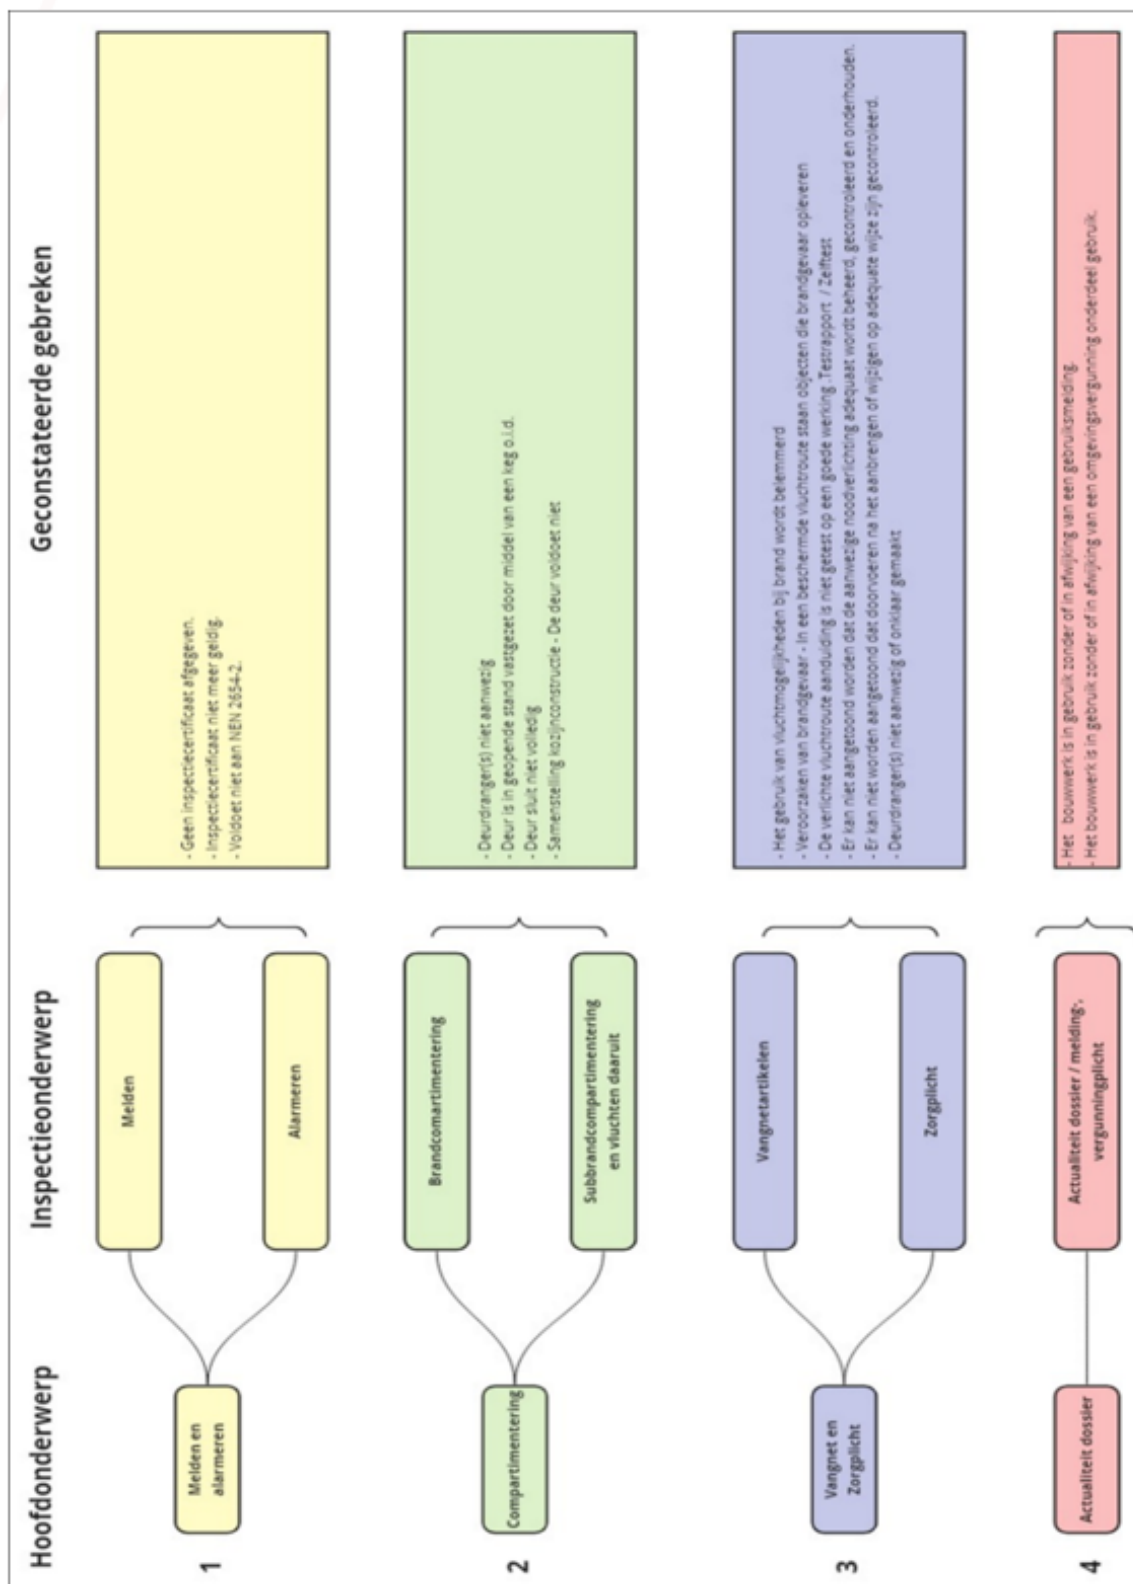 Hoofdonderwerp
Inspectieonderwerp
Geconstateerde gebreken
1
Melden en
alarmeren
Melden
Alarmeren
- Geen inspectiecertificaat afgegeven.
- Inspectiecertificaat niet meer geldig.
- Voldoet niet aan NEN 2654-2.
2
Compartimentering
Brandcomartimentering
Subbrandcompartimentering
en vluchten daaruit
- Deurdranger(s) niet aanwezig
- Deur is in geopende stand vastgezet door middel van een keg o.i.d.
- Deur sluit niet volledig
- Samenstelling kozijnconstructie - De deur voldoet niet
3
Vangnet en
Zorgplicht
Vangnetartikelen
Zorgplicht
- Het gebruik van vluchtmogelijkheden bij brand wordt belemmerd
- Veroorzaken van brandgevaar - In een beschermde vluchtroute staan objecten die brandgevaar opleveren
- De verlichte vluchtroute aanduiding is niet getest op een goede werking .Testrapport / Zelftest
- Er kan niet aangetoond worden dat de aanwezige noodverlichting adequaat wordt beheerd, gecontroleerd en onderhouden.
- Er kan niet worden aangetoond dat doorvoeren na het aanbrengen of wijzigen op adequate wijze zijn gecontroleerd.
- Deurdranger(s) niet aanwezig of onklaar gemaakt
4
Actualiteit dossier
Actualiteit dossier / melding-,
vergunningplicht
- Het bouwwerk is in gebruik zonder of in afwijking van een gebruiksmelding.
- Het bouwwerk is in gebruik zonder of in afwijking van een omgevingsvergunning onderdeel gebruik.